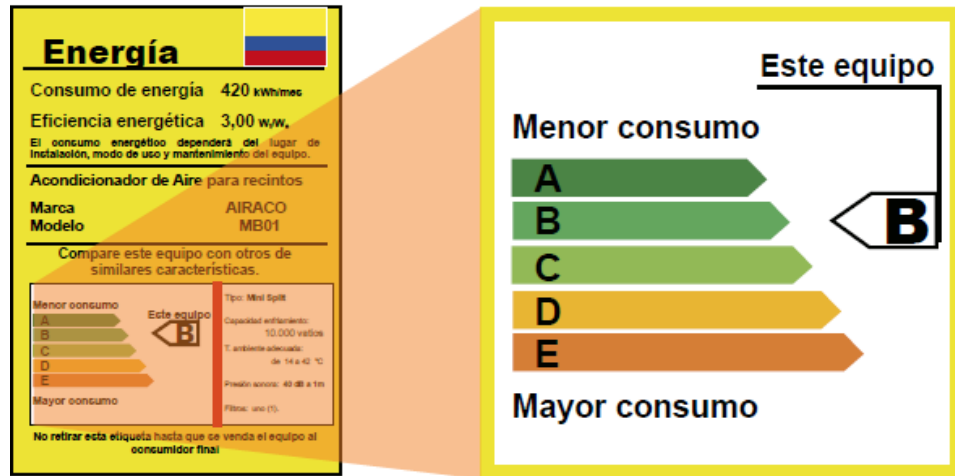 Energía
Consumo de energía 420 kWh/mes
Eficiencia energética 3,00 W/W
El consumo energético dependerá del lugar de
instalación, modo de uso y mantenimiento del equipo.
Acondicionador de Aire para recintos
Marca AIRACO
Modelo MB01
Compare este equipo con otros de
similares características.
Menor consumo
Este equipo
A
B
B
C
D
E
Mayor consumo
Tipo: Mini Split
Capacidad enfriamiento:
10.000 vatios
T. ambiente adecuada:
de 14 a 42 °C
Presión sonora: 40 dB a 1m
Filtros: uno (1).
No retirar esta etiqueta hasta que se venda el equipo al
consumidor final
Este equipo
Menor consumo
A
B
B
C
D
E
Mayor consumo